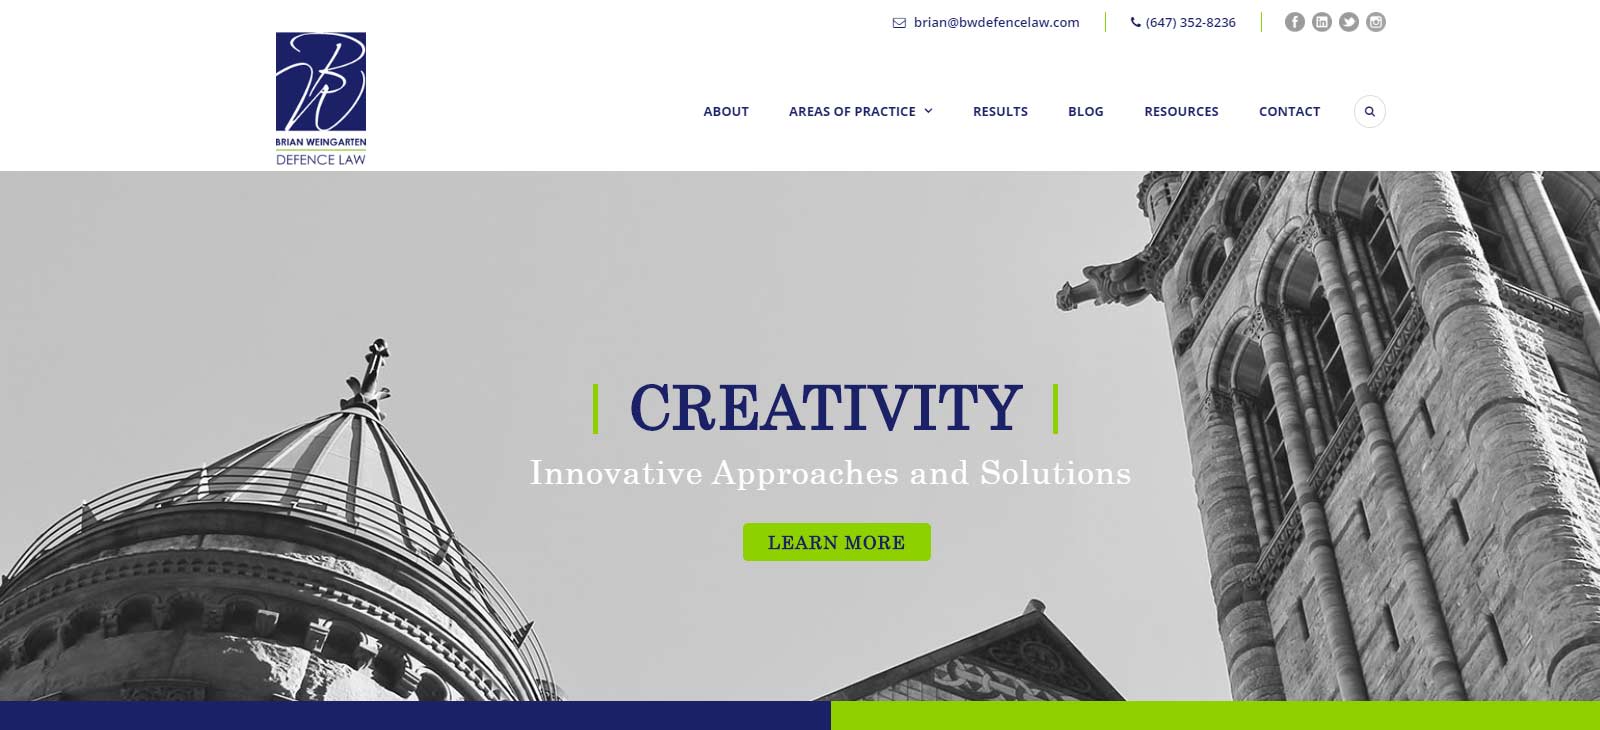 brian@bwdefencelaw.com
(647) 352-8236
BW
BRIAN WEINGARTEN
DEFENCE LAW
ABOUT
AREAS OF PRACTICE
RESULTS
BLOG
RESOURCES
CONTACT
CREATIVITY
Innovative Approaches and Solutions
LEARN MORE